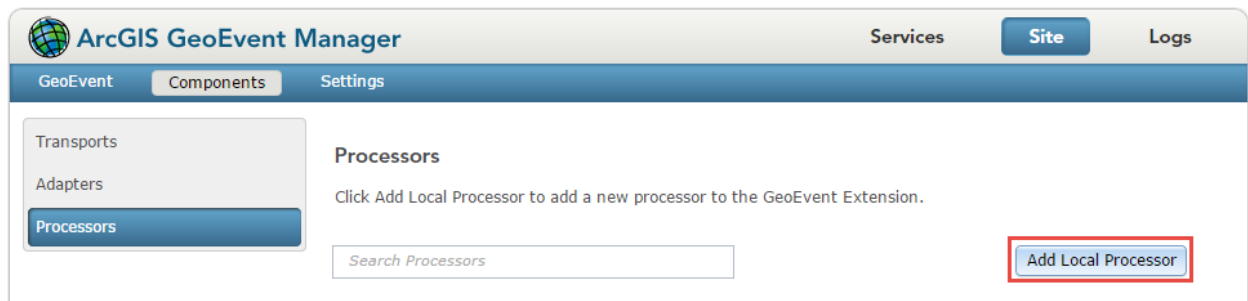 ArcGIS GeoEvent Manager
Services
Site
Logs
GeoEvent
Components
Settings
Transports
Adapters
Processors
Processors
Click Add Local Processor to add a new processor to the GeoEvent Extension.
Search Processors
Add Local Processor